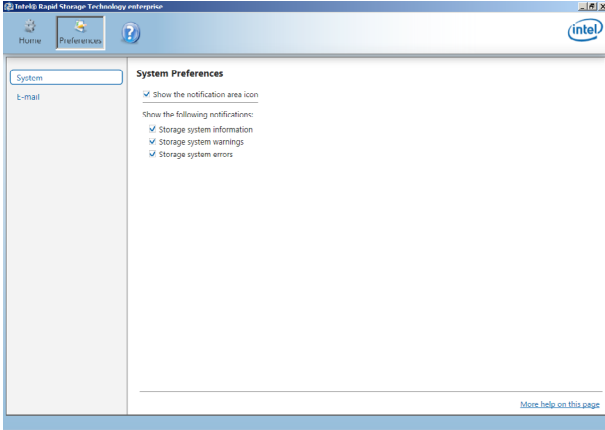 Intel® Rapid Storage Technology enterprise
Home
Preferences
?
intel
System
E-mail
System Preferences
Show the notification area icon
Show the following notifications:
Storage system information
Storage system warnings
Storage system errors
More help on this page